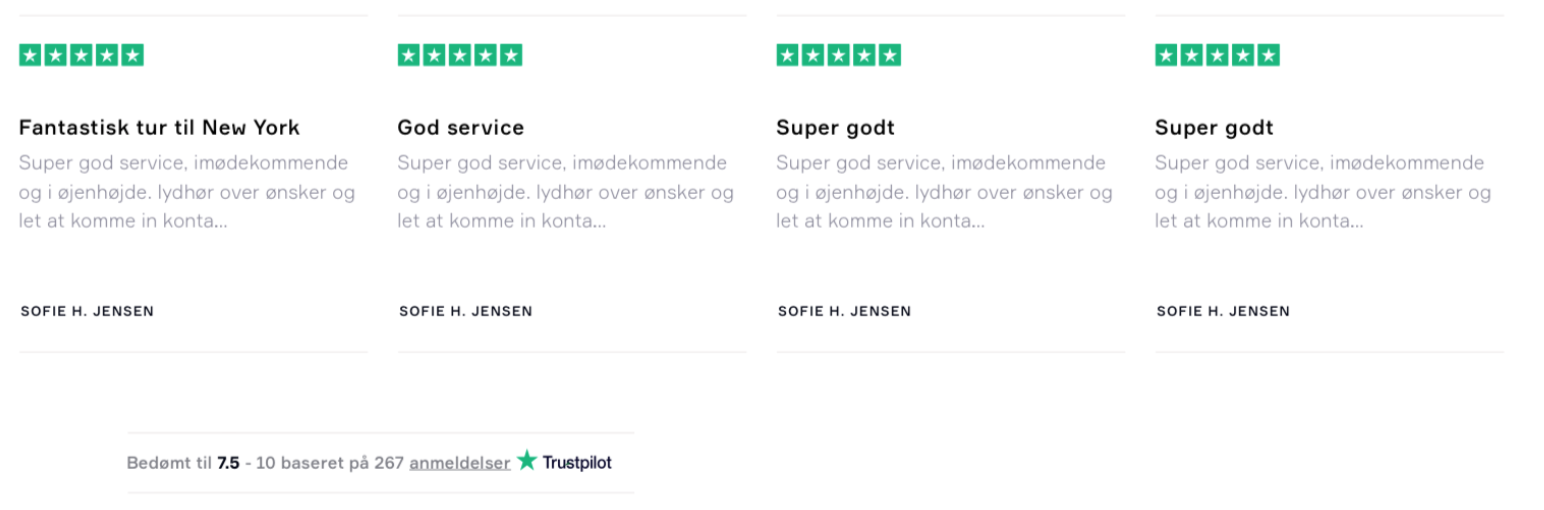 Fantastisk tur til New York
Super god service, imødekommende
og i øjenhøjde. lydhør over ønsker og
let at komme in konta...
SOFIE H. JENSEN
God service
Super god service, imødekommende
og i øjenhøjde. lydhør over ønsker og
let at komme in konta...
SOFIE H. JENSEN
Super godt
Super god service, imødekommende
og i øjenhøjde. lydhør over ønsker og
let at komme in konta...
SOFIE H. JENSEN
Super godt
Super god service, imødekommende
og i øjenhøjde. lydhør over ønsker og
let at komme in konta...
SOFIE H. JENSEN
Bedømt til 7.5 - 10 baseret på 267 anmeldelser Trustpilot